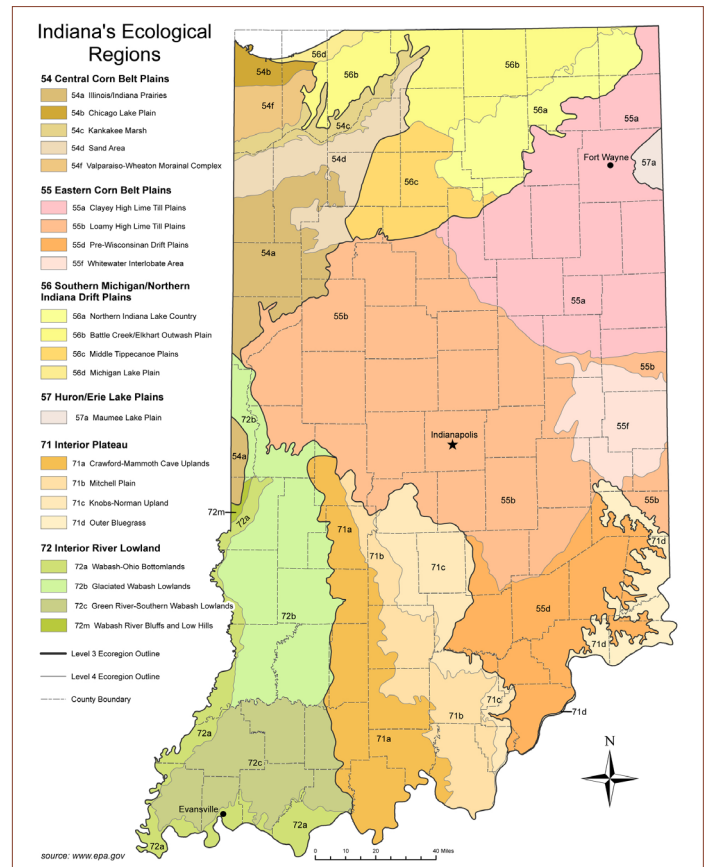 Indiana's Ecological
Regions
54 Central Corn Belt Plains
54a Illinois/Indiana Prairies
54b Chicago Lake Plain
54c Kankakee Marsh
54d Sand Area
54f Valparaiso-Wheaton Morainal Complex
55 Eastern Corn Belt Plains
55a Clayey High Lime Till Plains
55b Loamy High Lime Till Plains
55d Pre-Wisconsinan Drift Plains
55f Whitewater Interlobate Area
56 Southern Michigan/Northern
Indiana Drift Plains
56a Northern Indiana Lake Country
56b Battle Creek/Elkhart Outwash Plain
56c Middle Tippecanoe Plains
56d Michigan Lake Plain
57 Huron/Erie Lake Plains
57a Maumee Lake Plain
71 Interior Plateau
71a Crawford-Mammoth Cave Uplands
71b Mitchell Plain
71c Knobs-Norman Upland
71d Outer Bluegrass
72 Interior River Lowland
72a Wabash-Ohio Bottomlands
72b Glaciated Wabash Lowlands
72c Green River-Southern Wabash Lowlands
72m Wabash River Bluffs and Low Hills
Level 3 Ecoregion Outline
Level 4 Ecoregion Outline
County Boundary
source: www.epa.gov
56d
54b
56b
56b
54f
56a
55a
54c
54d
Fort Wayne
57a
56c
54a
55a
55b
55b
72b
55f
Indianapolis
54a
55b
55b
72m
72a
71a
71d
71b
71c
72b
55d
71d
71c
71d
72a
71b
71a
72c
N
Evansville
72a
72a
0 10 20 40 Miles